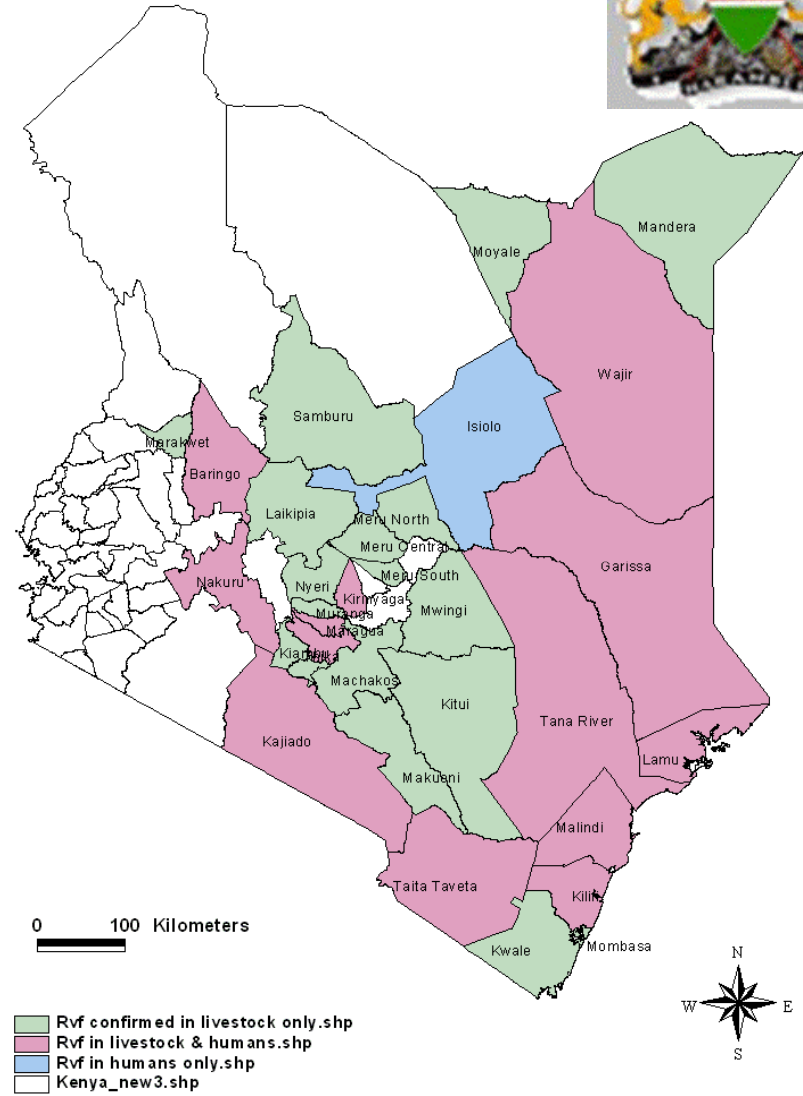 Mandera
Moyale
Wajir
Samburu
Isiolo
Marakwet
Baringo
Laikipia
Meru North
Meru Central
Garissa
Meru South
Nakuru
Nyeri
Kirinyaga
Mwingi
Muranga
Maragua
Kiambu
Machakos
Kitui
Tana River
Kajiado
Lamu
Makueni
Malindi
Taita Taveta
Kilifi
0 100 Kilometers
Kwale
Mombasa
N
W E
S
Rvf confirmed in livestock only.shp
Rvf in livestock & humans.shp
Rvf in humans only.shp
Kenya_new3.shp